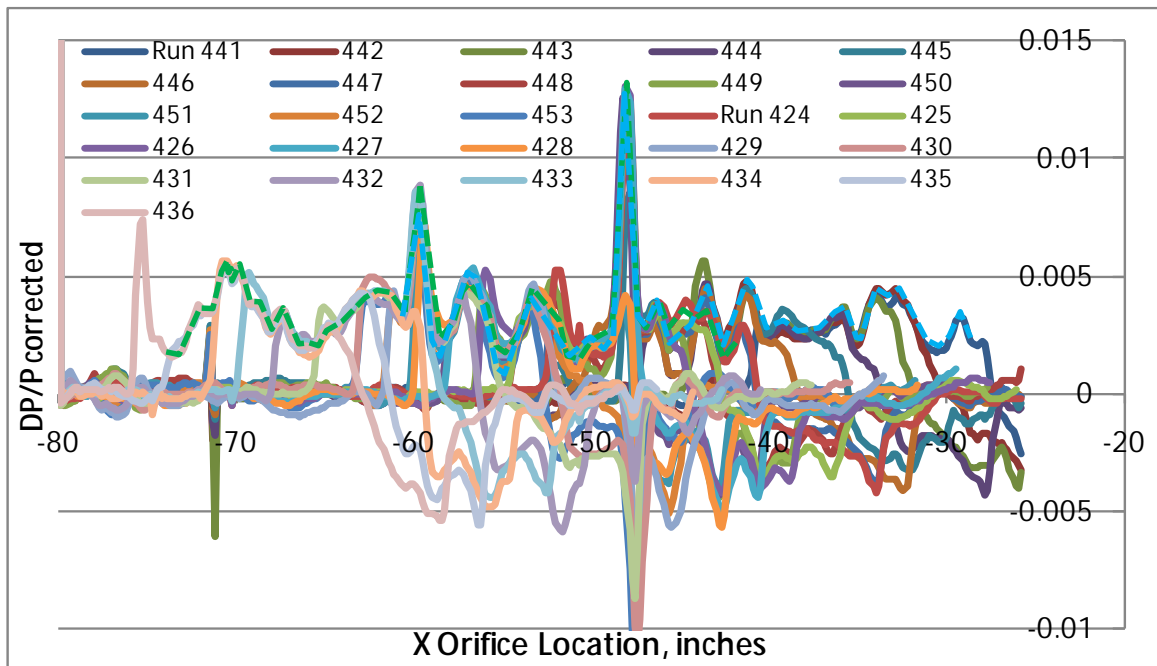 0.015
Run 441 442 443 444 445
446 447 448 449 450
451 452 453 Run 424 425
0.01
426 427 428 429 430
431 432 433 434 435
436
0.005
0
-80 -70 -60 -50 -40 -30 -20
-0.005
-0.01
DP/Pcorrected
X Orifice Location, inches